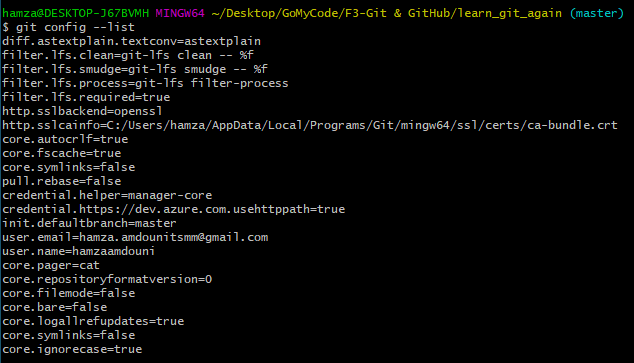 hamza@DESKTOP-J67BVMH MINGW64 ~/Desktop/GoMyCode/F3-Git & GitHub/learn_git_again (master)
$ git config --list
diff.astextplain.textconv=astextplain
filter.lfs.clean=git-lfs clean -- %f
filter.lfs.smudge=git-lfs smudge -- %f
filter.lfs.process=git-lfs filter-process
filter.lfs.required=true
http.sslbackend=openssl
http.sslcainfo=C:/Users/hamza/AppData/Local/Programs/Git/mingw64/ssl/certs/ca-bundle.crt
core.autocrlf=true
core.fscache=true
core.symlinks=false
pull.rebase=false
credential.helper=manager-core
credential.https://dev.azure.com.usehttppath=true
init.defaultbranch=master
user.email=hamza.amdounitsmm@gmail.com
user.name=hamzaamdouni
core.pager=cat
core.repositoryformatversion=0
core.filemode=false
core.bare=false
core.logallrefupdates=true
core.symlinks=false
core.ignorecase=true